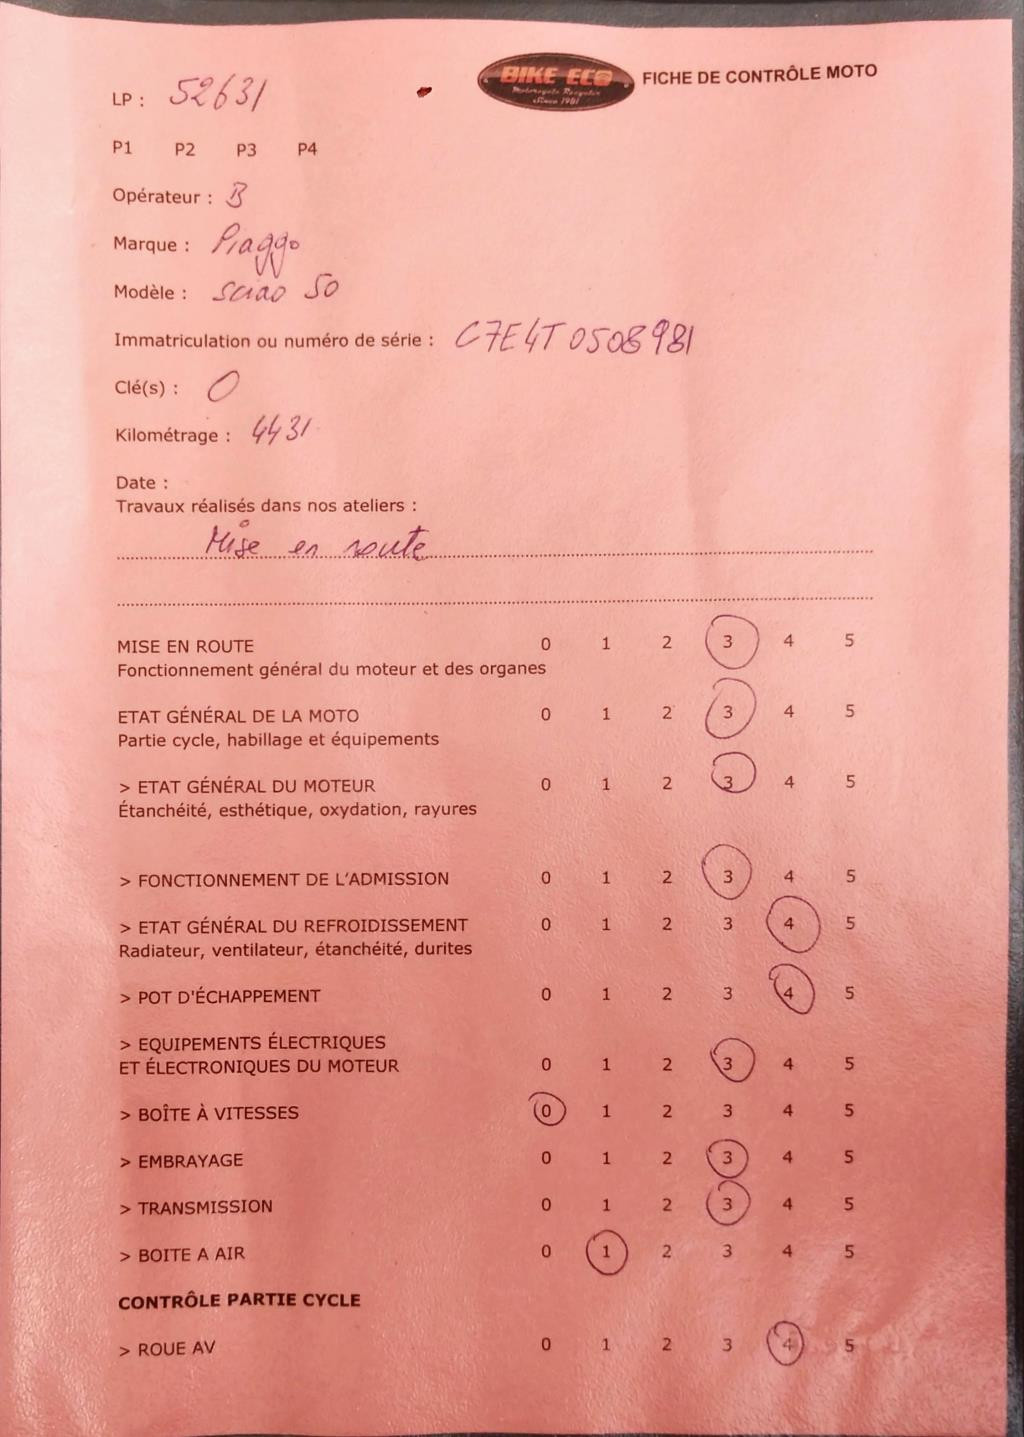 BIKE ECO
Motorcycle Recycler
Since 1981
FICHE DE CONTRÔLE MOTO
LP : 52631
P1 P2 P3 P4
Opérateur : B
Marque : Piaggo
Modèle : sciao 50
Immatriculation ou numéro de série : C7E4T0508981
Clé(s) : 0
Kilométrage : 4431
Date :
Travaux réalisés dans nos ateliers :
Mise en route
MISE EN ROUTE 0 1 2 3 4 5
Fonctionnement général du moteur et des organes
ETAT GÉNÉRAL DE LA MOTO 0 1 2 3 4 5
Partie cycle, habillage et équipements
> ETAT GÉNÉRAL DU MOTEUR 0 1 2 3 4 5
Étanchéité, esthétique, oxydation, rayures
> FONCTIONNEMENT DE L'ADMISSION 0 1 2 3 4 5
> ETAT GÉNÉRAL DU REFROIDISSEMENT 0 1 2 3 4 5
Radiateur, ventilateur, étanchéité, durites
> POT D'ÉCHAPPEMENT 0 1 2 3 4 5
> EQUIPEMENTS ÉLECTRIQUES
ET ÉLECTRONIQUES DU MOTEUR 0 1 2 3 4 5
> BOÎTE À VITESSES 0 1 2 3 4 5
> EMBRAYAGE 0 1 2 3 4 5
> TRANSMISSION 0 1 2 3 4 5
> BOITE A AIR 0 1 2 3 4 5
CONTRÔLE PARTIE CYCLE
> ROUE AV 0 1 2 3 4 5